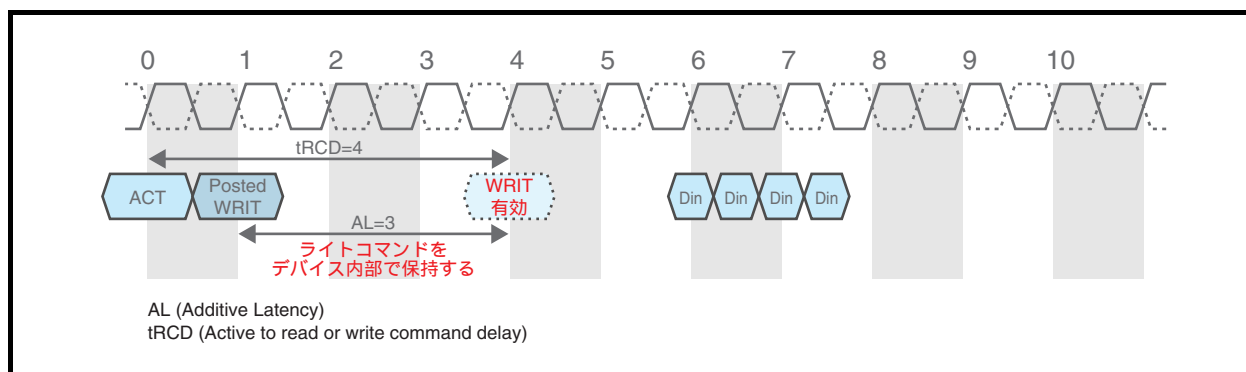 0 1 2 3 4 5 6 7 8 9 10
tRCD=4
ACT
Posted
WRIT
WRIT
有効
Din Din Din Din
AL=3
ライトコマンドを
デバイス内部で保持する
AL (Additive Latency)
tRCD (Active to read or write command delay)